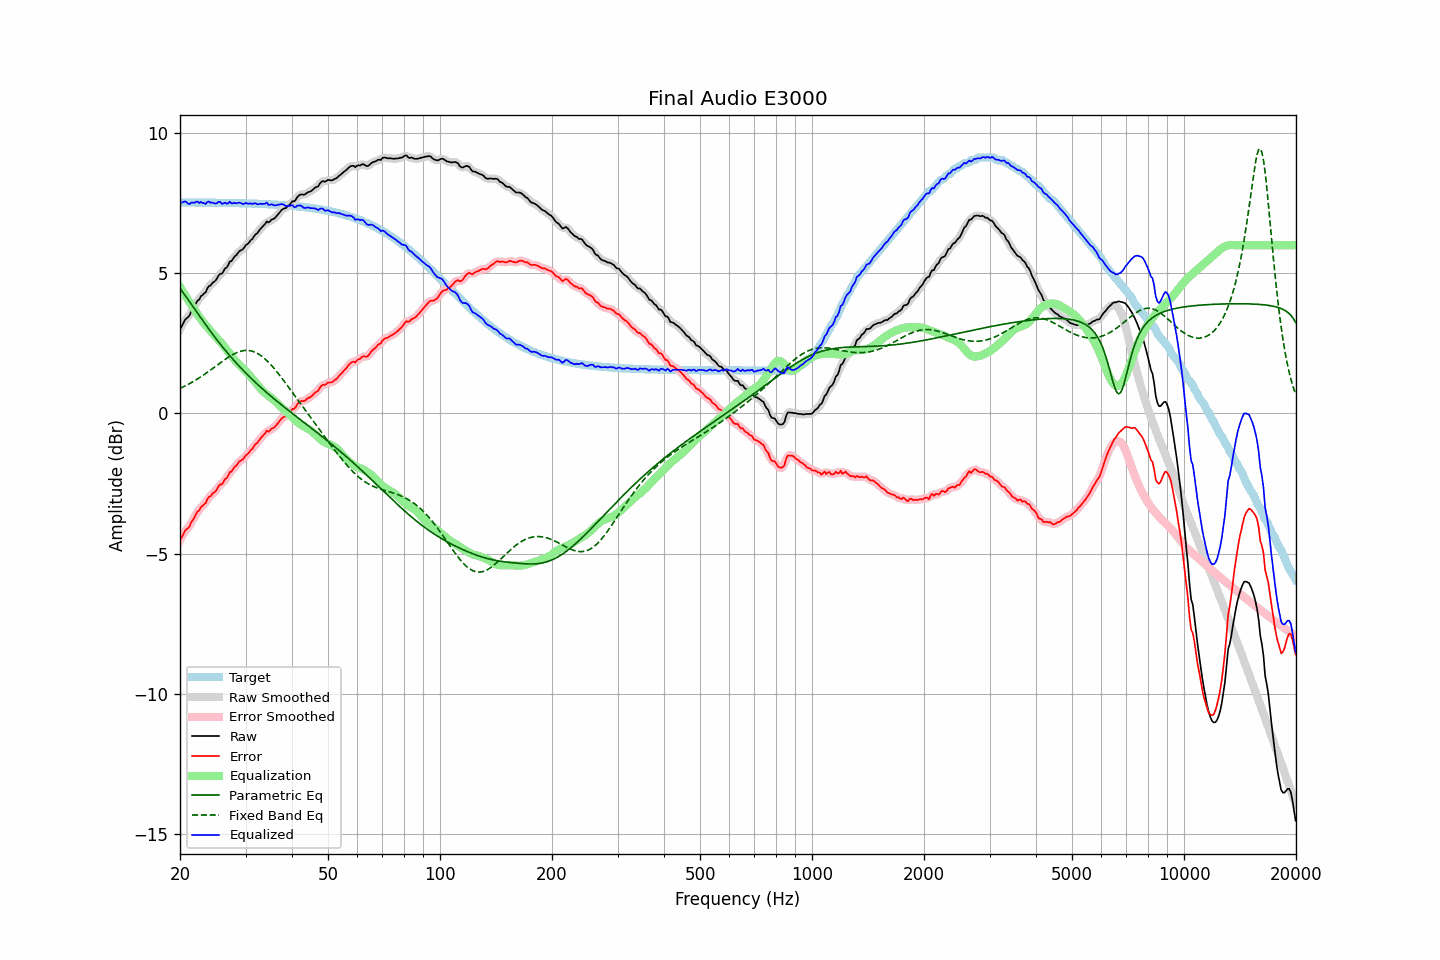 Final Audio E3000
Amplitude (dBr)
10
5
0
−5
−10
−15
Target
Raw Smoothed
Error Smoothed
Raw
Error
Equalization
Parametric Eq
Fixed Band Eq
Equalized
20 50 100 200 500 1000 2000 5000 10000 20000
Frequency (Hz)